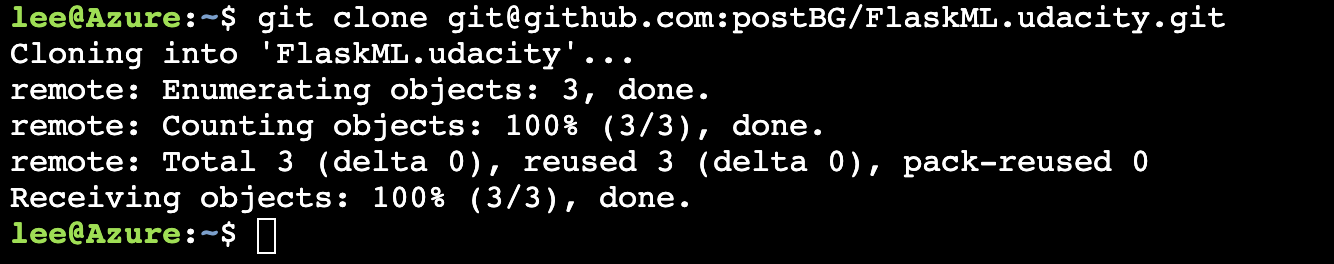 lee@Azure:~$ git clone git@github.com:postBG/FlaskML.udacity.git
Cloning into 'FlaskML.udacity'...
remote: Enumerating objects: 3, done.
remote: Counting objects: 100% (3/3), done.
remote: Total 3 (delta 0), reused 3 (delta 0), pack-reused 0
Receiving objects: 100% (3/3), done.
lee@Azure:~$